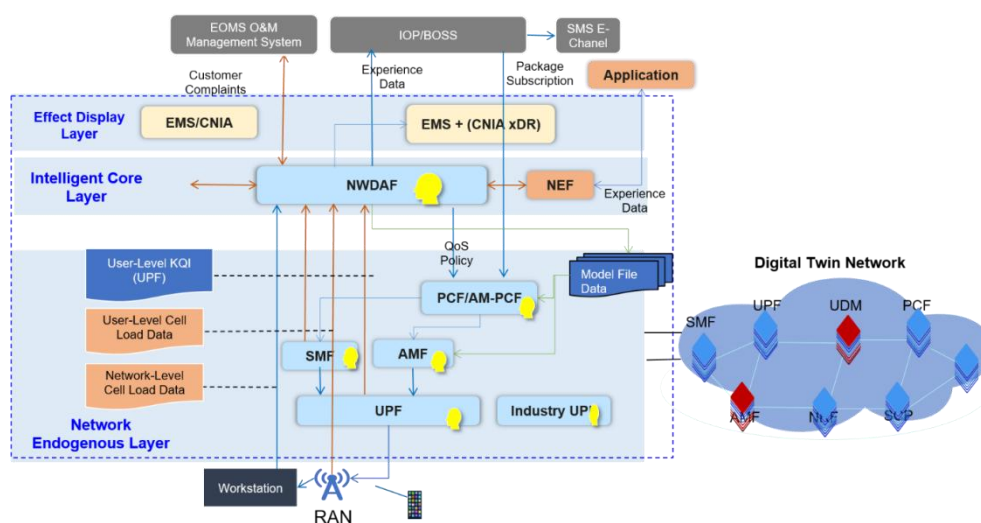 EOMS O&M
Management System
IOP/BOSS
SMS E-
Chanel
Customer
Complaints
Experience
Data
Package
Subscription
Application
Effect Display
Layer
EMS/CNIA
EMS + (CNIA xDR)
Intelligent Core
Layer
NWDAF
NEF
Experience
Data
QoS
Policy
User-Level KQI
(UPF)
Model File
Data
PCF/AM-PCF
User-Level Cell
Load Data
SMF
AMF
Network-Level
Cell Load Data
UPF
Industry UPF
Network
Endogenous Layer
Workstation
RAN
Digital Twin Network
SMF
UPF
UDM
PCF
AMF